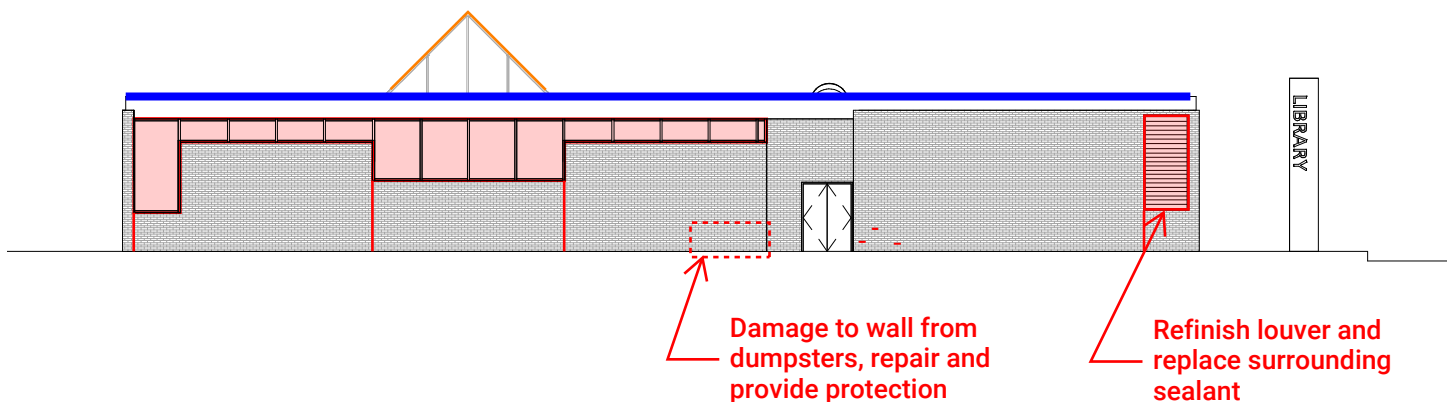 LIBRARY
Damage to wall from
dumpsters, repair and
provide protection
Refinish louver and
replace surrounding
sealant